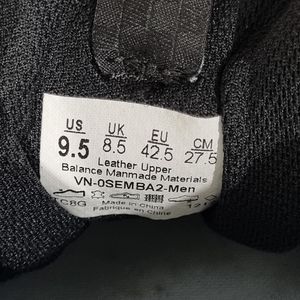 US UK EU CM
9.5 8.5 42.5 27.5
Leather Upper
Balance Manmade Materials
VN-0SEMBA2-Men
Made in China
Fabriqué en Chine